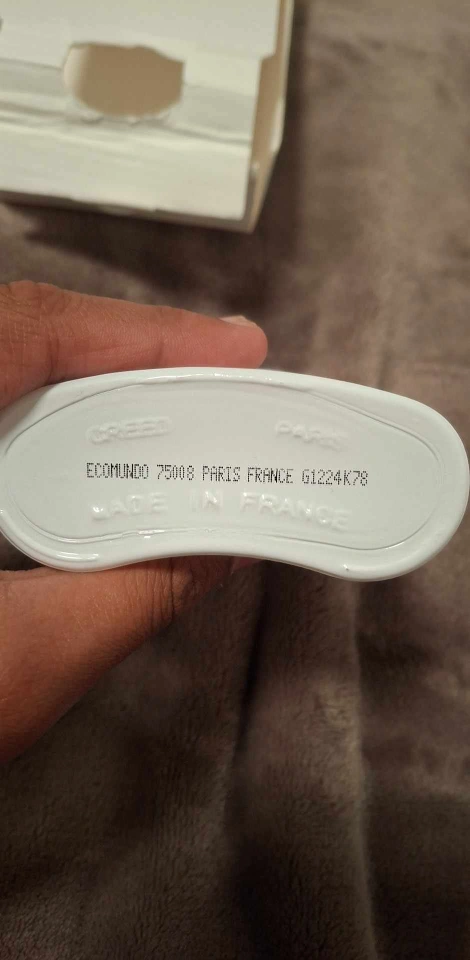 CREED PARIS
ECOMUNDO 75008 PARIS FRANCE G1224K78
MADE IN FRANCE